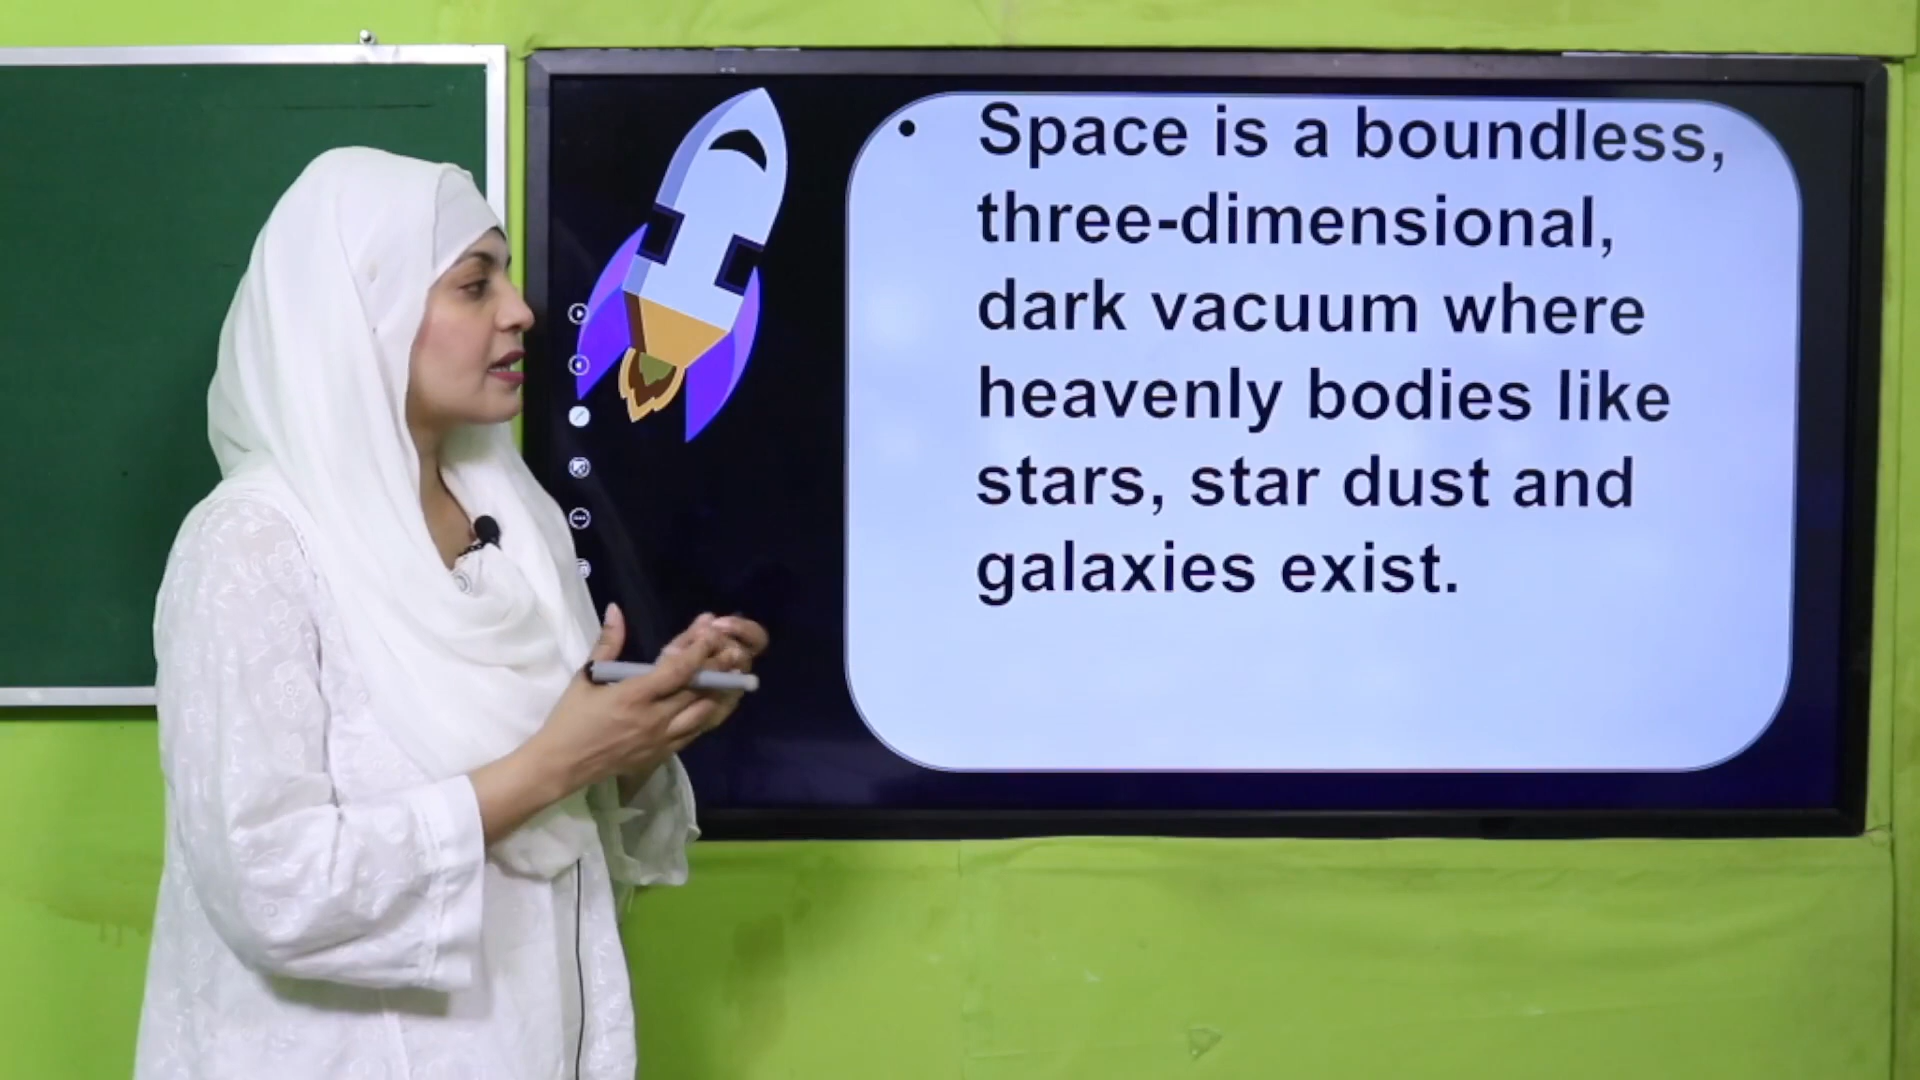 Space is a boundless,
three-dimensional,
dark vacuum where
heavenly bodies like
stars, star dust and
galaxies exist.